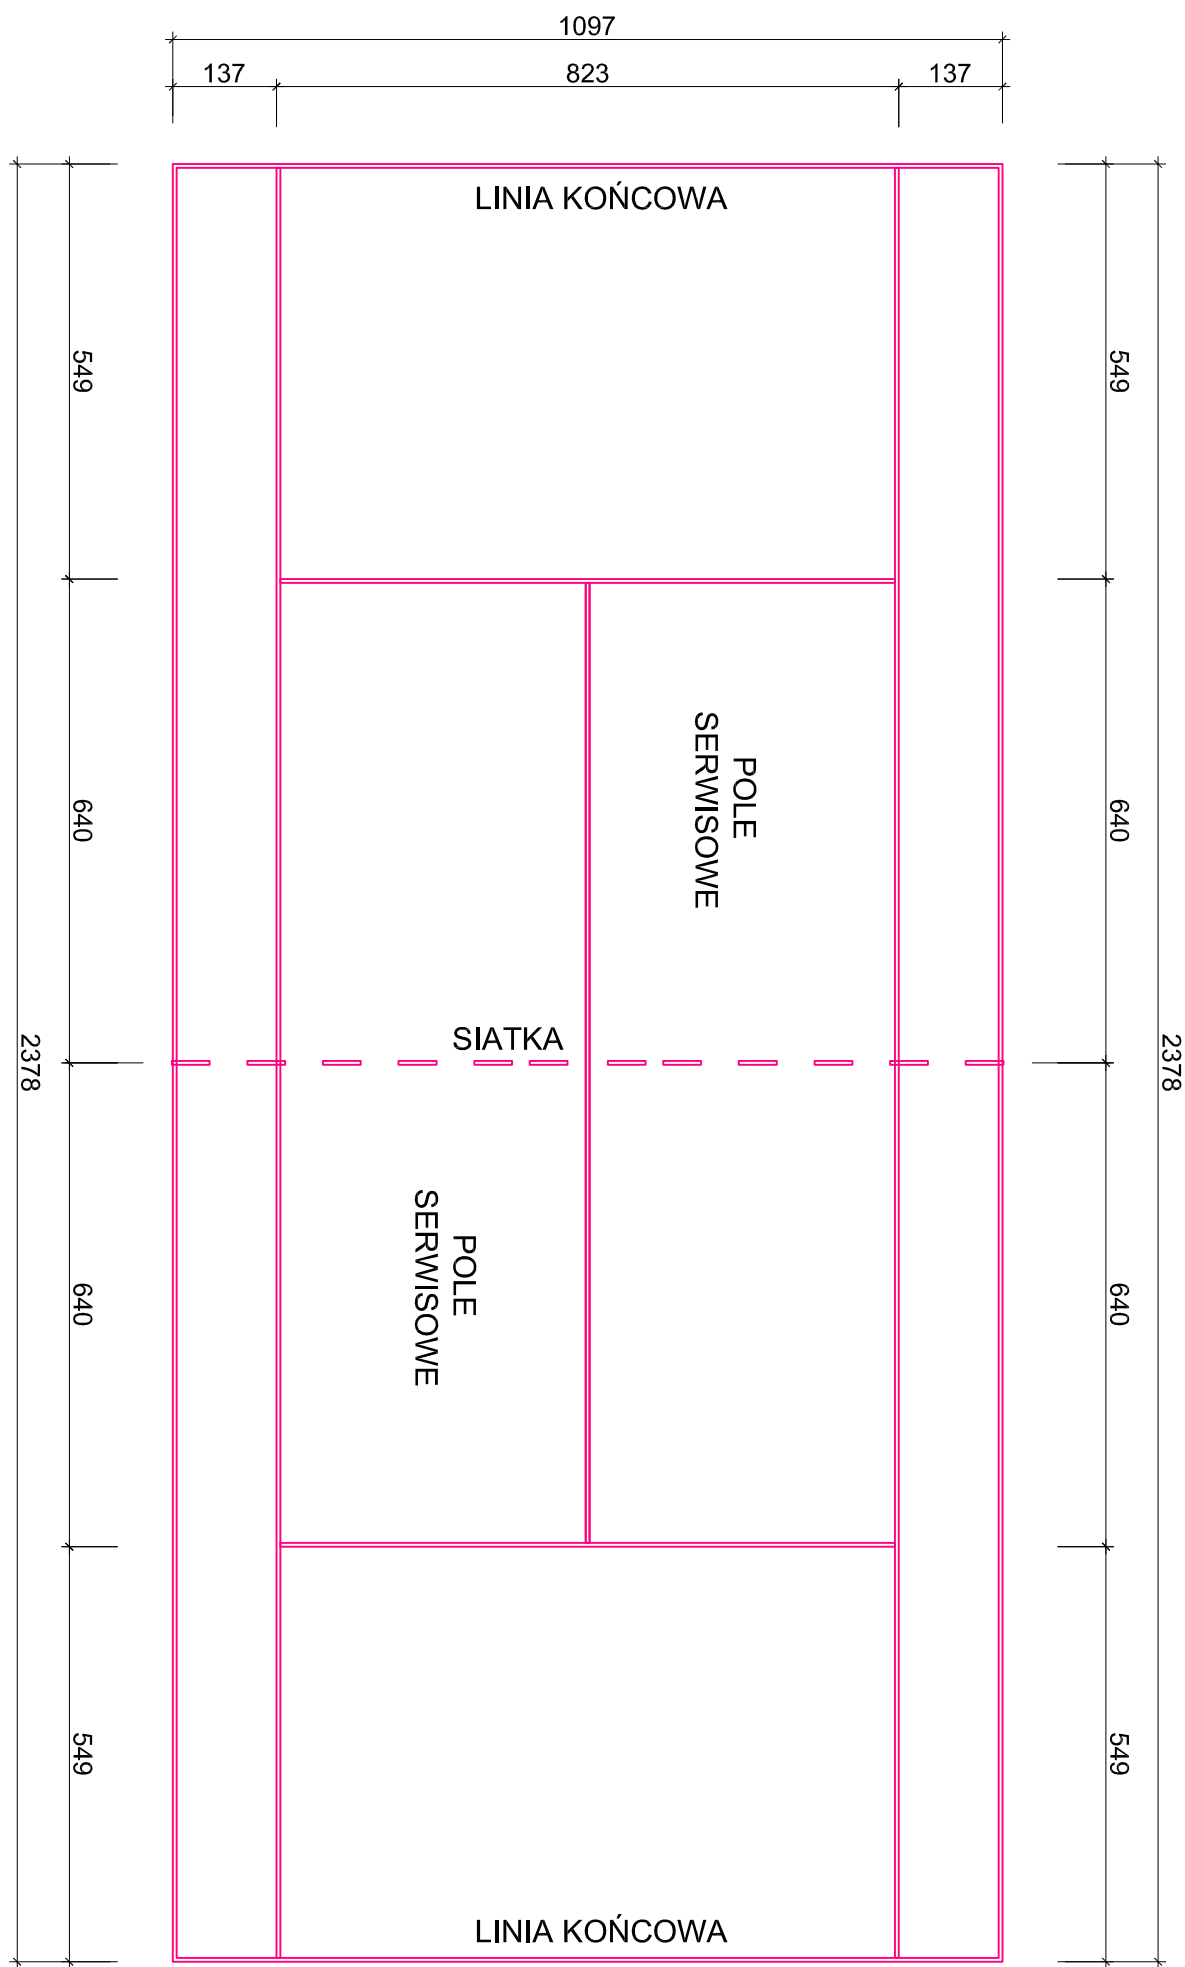 1097
137 823 137
LINIA KOŃCOWA
549 549
POLE
SERWISOWE
640 640
SIATKA
2378 2378
POLE
SERWISOWE
640 640
549 549
LINIA KOŃCOWA